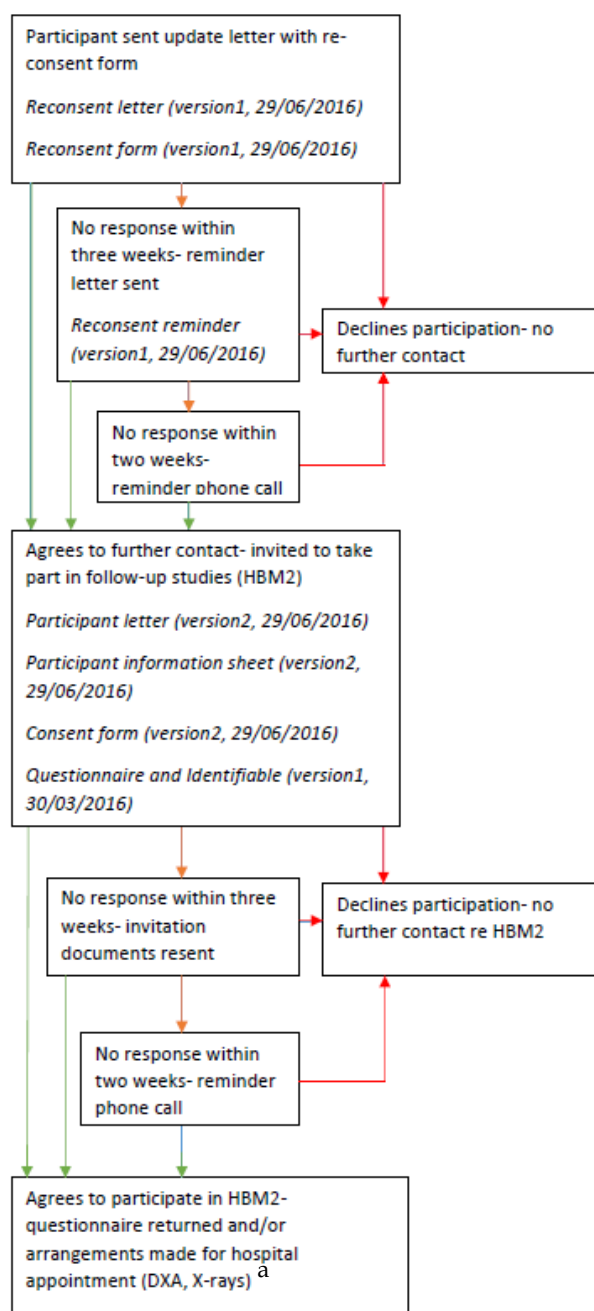 Participant sent update letter with re-
consent form
Reconsent letter (version1, 29/06/2016)
Reconsent form (version1, 29/06/2016)
No response within
three weeks- reminder
letter sent
Reconsent reminder
(version1, 29/06/2016)
Declines participation- no
further contact
No response within
two weeks-
reminder phone call
Agrees to further contact- invited to take
part in follow-up studies (HBM2)
Participant letter (version2, 29/06/2016)
Participant information sheet (version2,
29/06/2016)
Consent form (version2, 29/06/2016)
Questionnaire and Identifiable (version1,
30/03/2016)
No response within three
weeks- invitation
documents resent
Declines participation- no
further contact re HBM2
No response within
two weeks- reminder
phone call
Agrees to participate in HBM2-
questionnaire returned and/or
arrangements made for hospital
appointment (DXA, X-rays) a